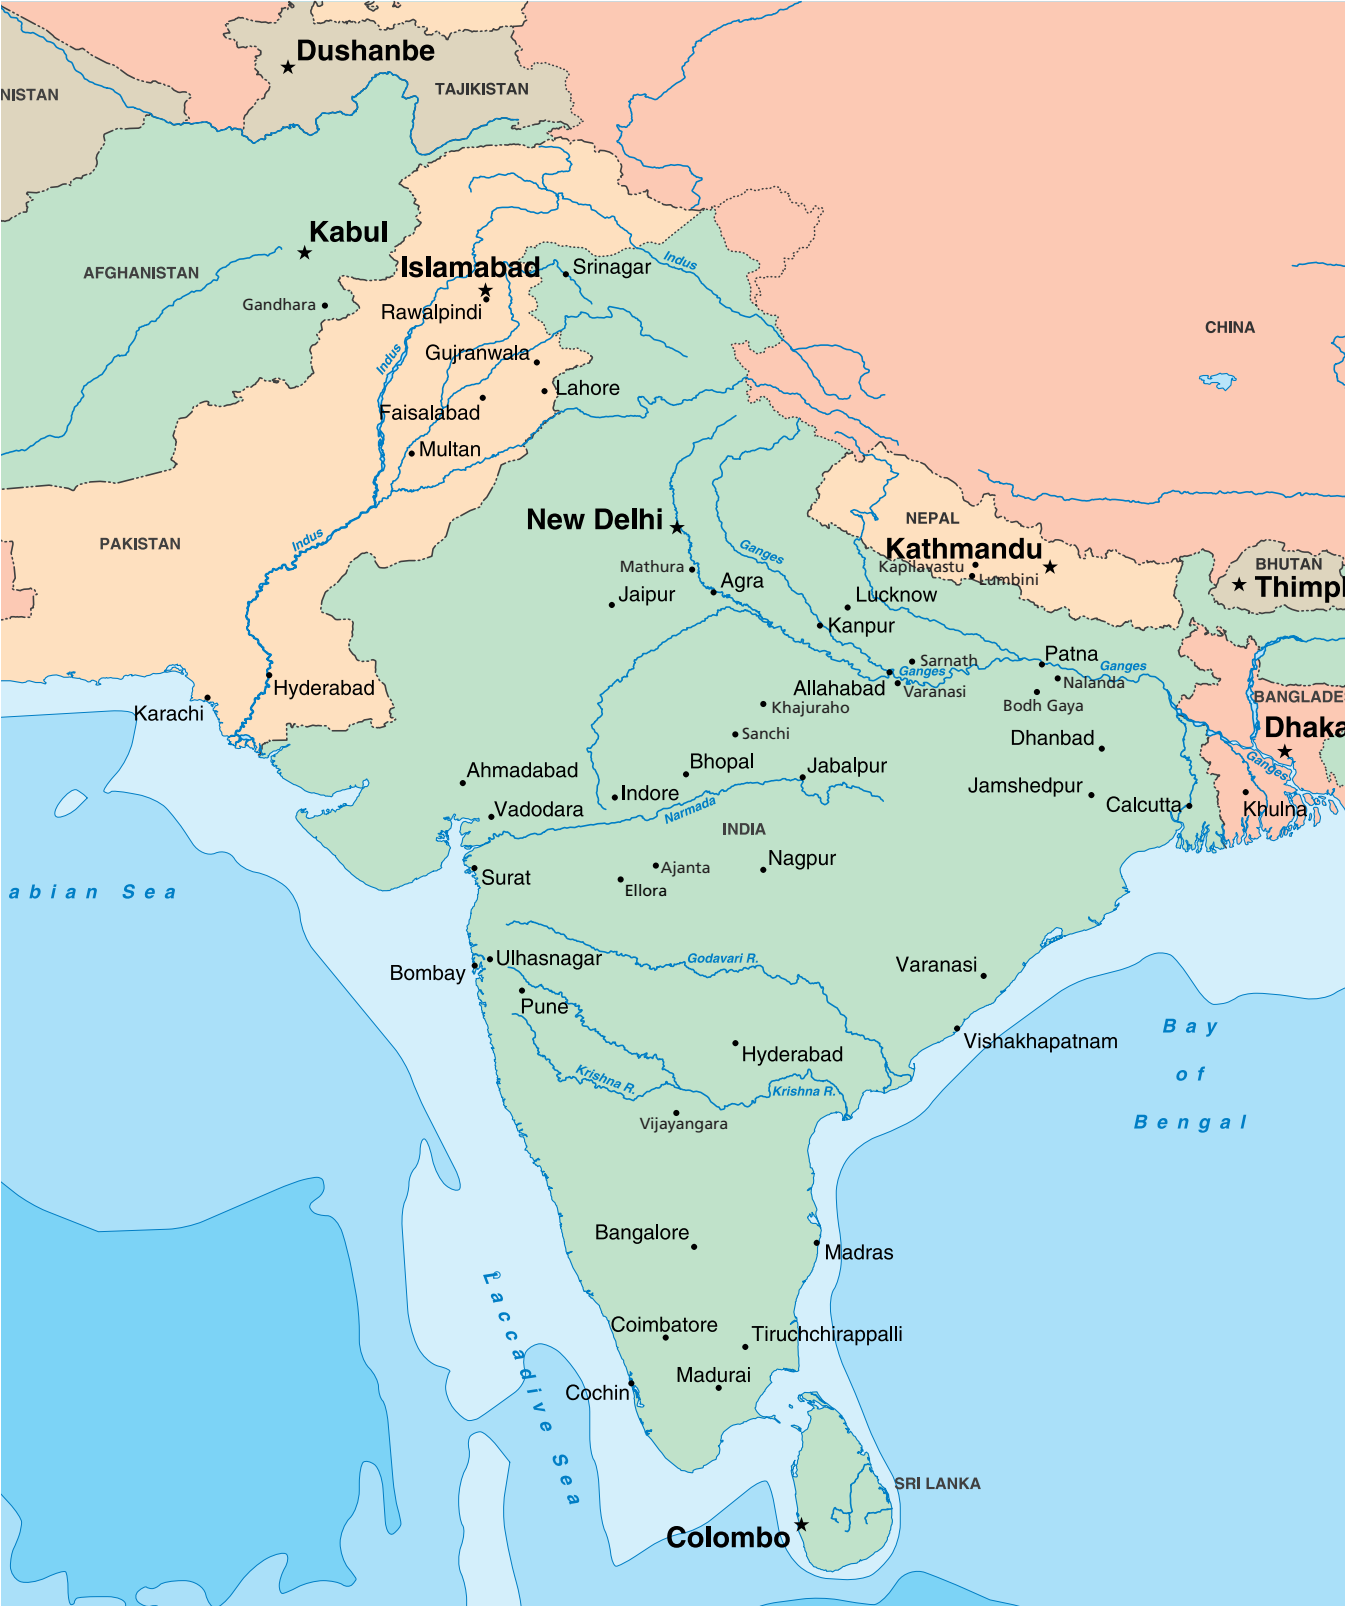 Dushanbe
TAJIKISTAN
NISTAN
Kabul
Indus
Islamabad
Srinagar
AFGHANISTAN
Gandhara
Rawalpindi
CHINA
Gujranwala
Indus
Lahore
Faisalabad
Multan
New Delhi
NEPAL
Indus
PAKISTAN
Ganges
Kathmandu
BHUTAN
Kapilavastu
Mathura
Lumbini
Agra
Thimpl
Jaipur
Lucknow
Kanpur
Patna
Sarnath
Ganges
Ganges
Hyderabad
Allahabad
Varanasi
Nalanda
BANGLADE
Karachi
Khajuraho
Bodh Gaya
Dhaka
Sanchi
Dhanbad
Bhopal
Jabalpur
Ganges
Ahmadabad
Jamshedpur
Indore
Calcutta
Vadodara
Narmada
Khulna
INDIA
Nagpur
Ajanta
Surat
Ellora
abian Sea
Ulhasnagar
Godavari R.
Varanasi
Bombay
Pune
Bay
Vishakhapatnam
Hyderabad
of
Krishna R.
Krishna R.
Vijayangara
Bengal
Bangalore
Madras
Laccadive Sea
Coimbatore
Tiruchchirappalli
Madurai
Cochin
SRI LANKA
Colombo